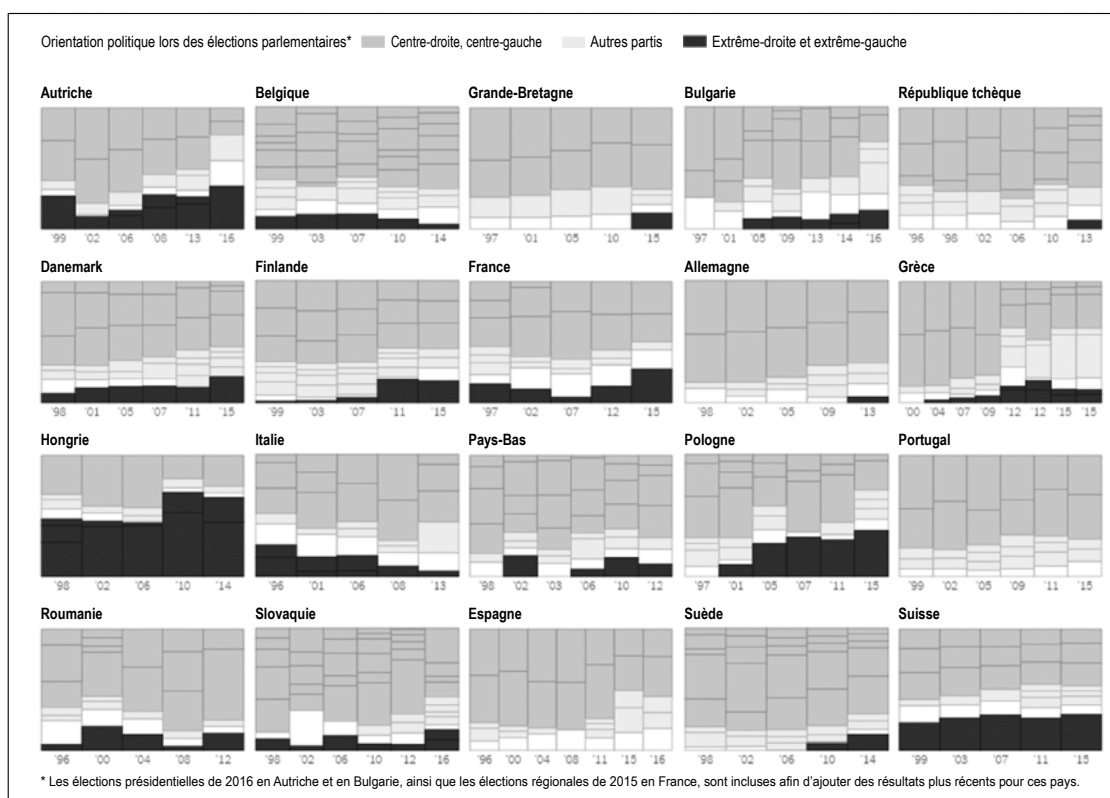 Orientation politique lors des élections parlementaires* Centre-droite, centre-gauche Autres partis Extrême-droite et extrême-gauche
Autriche Belgique Grande-Bretagne Bulgarie République tchèque
'99 '02 '06 '08 '13 '16 '99 '03 '07 '10 '14 '97 '01 '05 '10 '15 '97 '01 '05 '09 '13 '14 '16 '96 '98 '02 '06 '10 '13
Danemark Finlande France Allemagne Grèce
'98 '01 '05 '07 '11 '15 '99 '03 '07 '11 '15 '97 '02 '07 '12 '15 '98 '02 '05 '09 '13 '00 '04 '07 '09 '12 '12 '15 '15
Hongrie Italie Pays-Bas Pologne Portugal
'98 '02 '06 '10 '14 '96 '01 '06 '08 '13 '98 '02 '03 '06 '10 '12 '97 '01 '05 '07 '11 '15 '99 '02 '05 '09 '11 '15
Roumanie Slovaquie Espagne Suède Suisse
'96 '00 '04 '08 '12 '98 '02 '06 '10 '12 '16 '96 '00 '04 '08 '11 '15 '16 '98 '02 '06 '10 '14 '99 '03 '07 '11 '15
* Les élections présidentielles de 2016 en Autriche et en Bulgarie, ainsi que les élections régionales de 2015 en France, sont incluses afin d'ajouter des résultats plus récents pour ces pays.